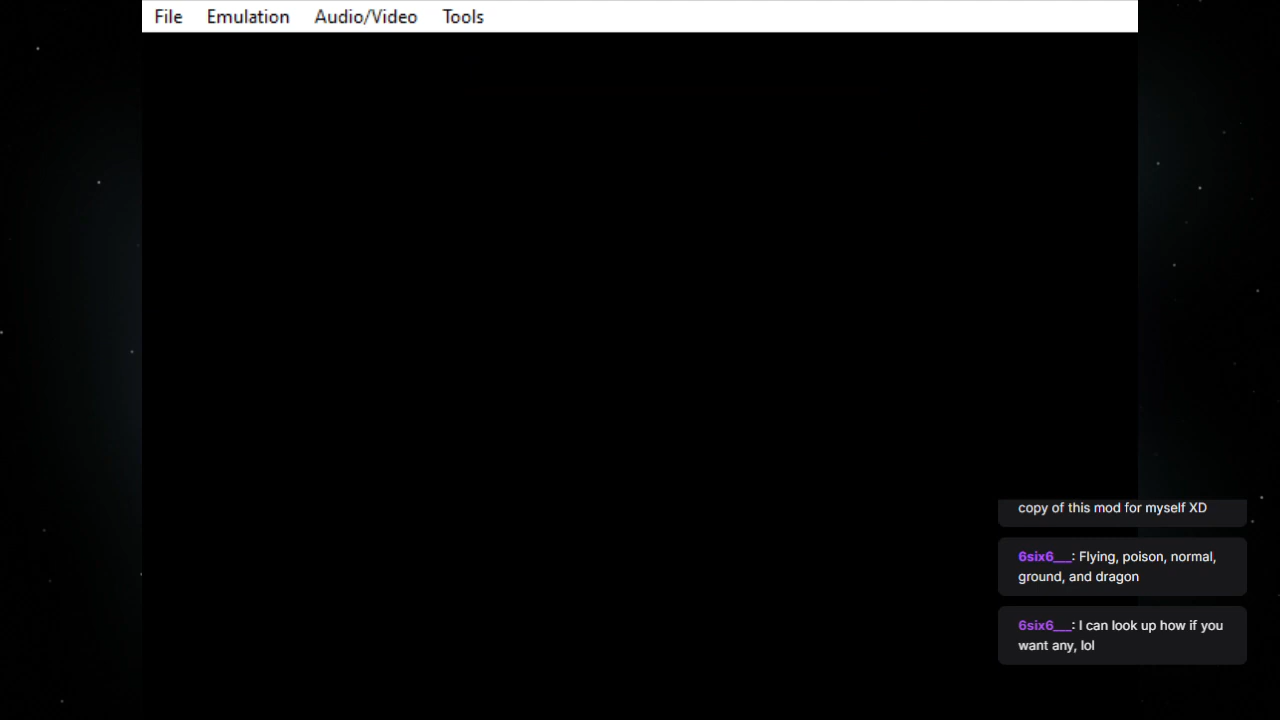 File Emulation Audio/Video Tools
copy of this mod for myself XD
6six6__: Flying, poison, normal,
ground, and dragon
6six6__: I can look up how if you
want any, lol